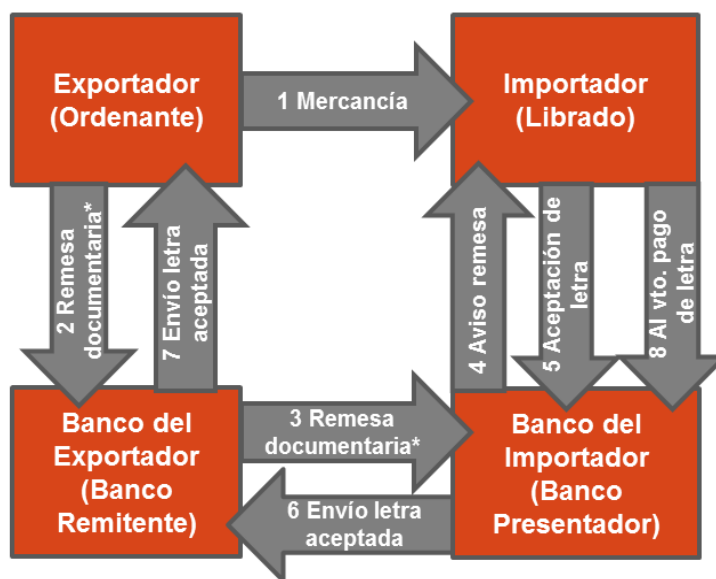 Exportador
(Ordenante)
1 Mercancía
Importador
(Librado)
2 Remesa
documentaria*
7 Envío letra
aceptada
4 Aviso remesa
5 Aceptación de
letra
8 Al vto. pago
de letra
Banco del
Exportador
(Banco
Remitente)
3 Remesa
documentaria*
6 Envío letra
aceptada
Banco del
Importador
(Banco
Presentador)